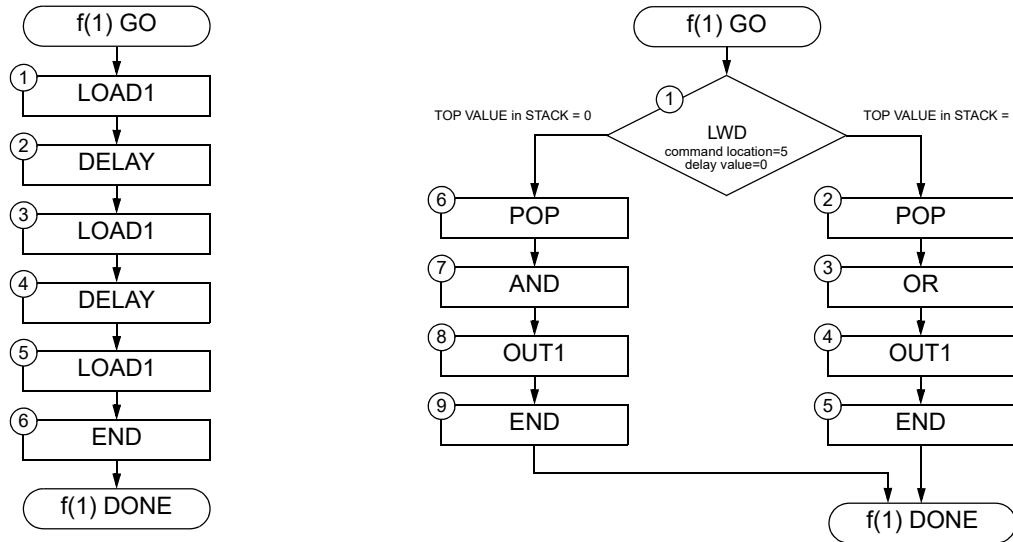 f(1) GO
1
LOAD1
2
DELAY
3
LOAD1
4
DELAY
5
LOAD1
6
END
f(1) DONE
f(1) GO
1
TOP VALUE in STACK = 0
TOP VALUE in STACK =
LWD
command location=5
delay value=0
6
POP
7
AND
8
OUT1
9
END
2
POP
3
OR
4
OUT1
5
END
f(1) DONE